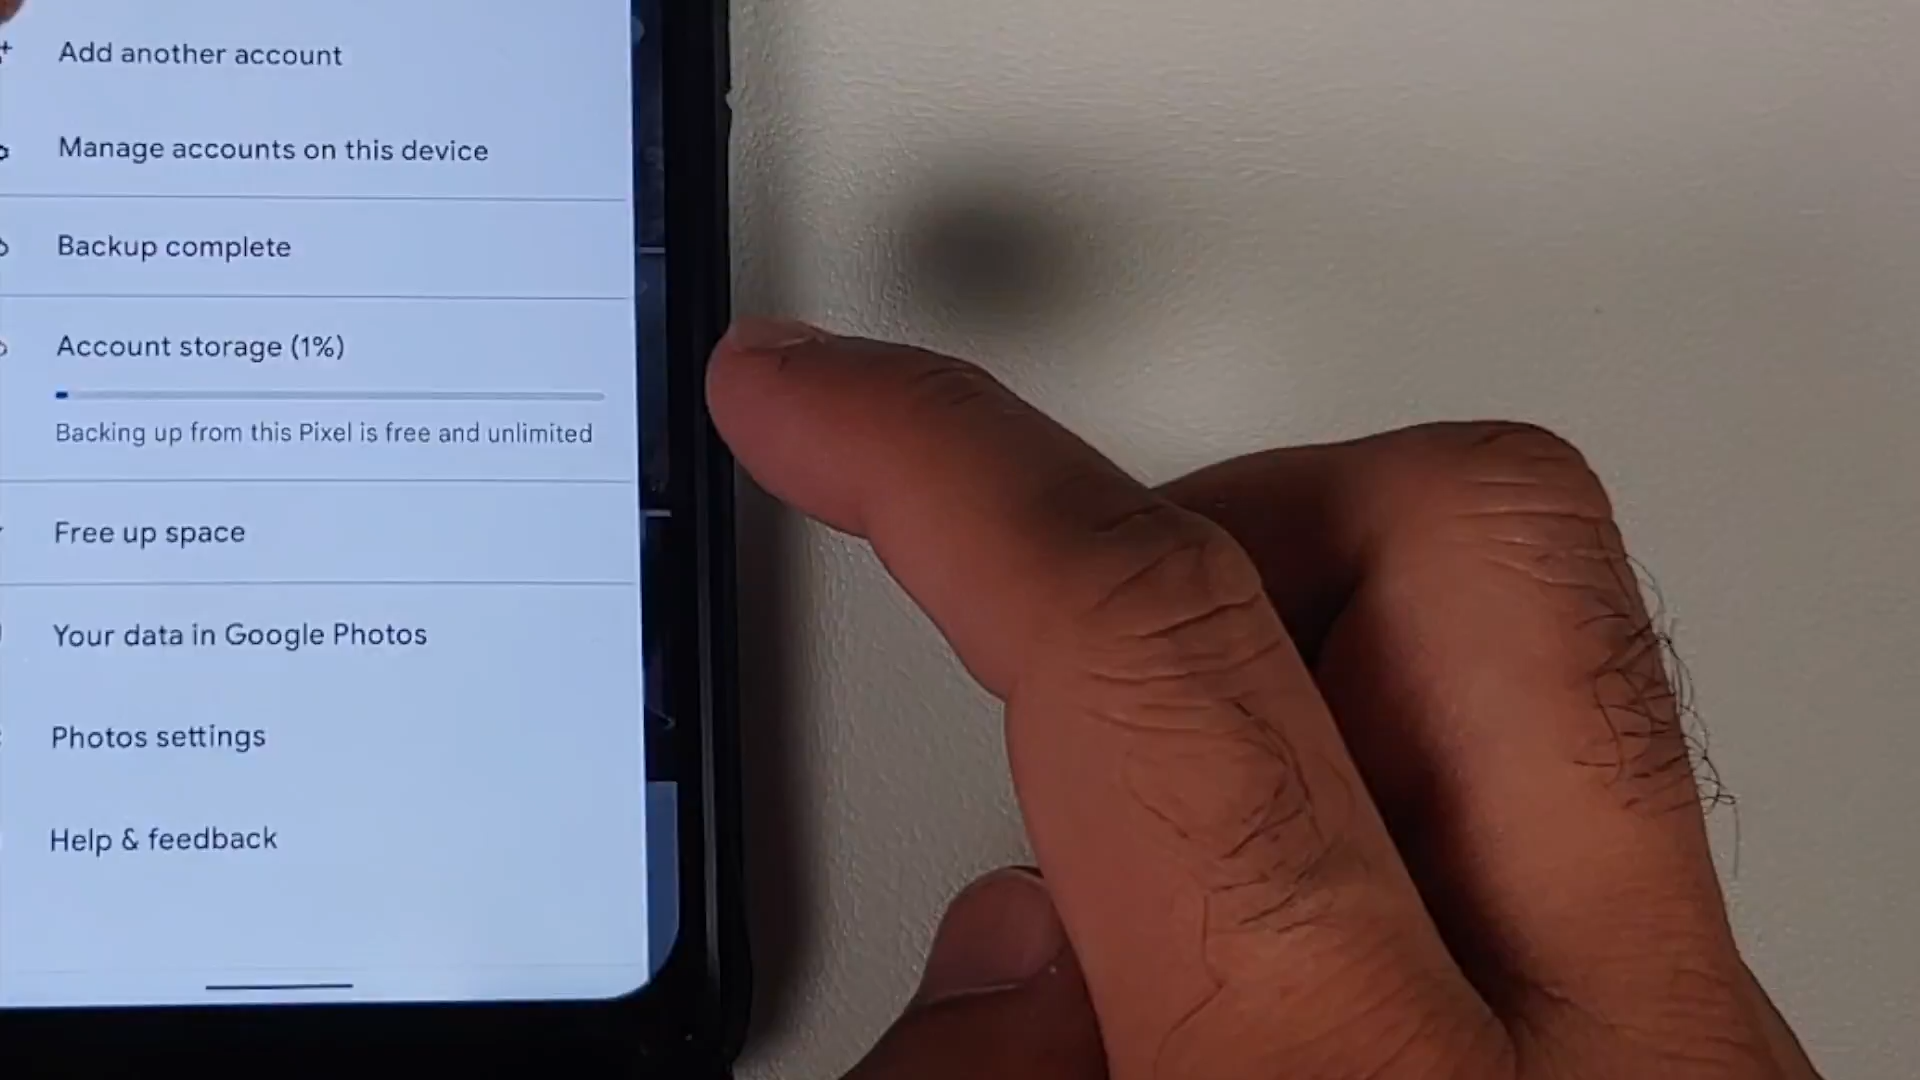 Add another account
Manage accounts on this device
Backup complete
Account storage (1%)
Backing up from this Pixel is free and unlimited
Free up space
Your data in Google Photos
Photos settings
Help & feedback